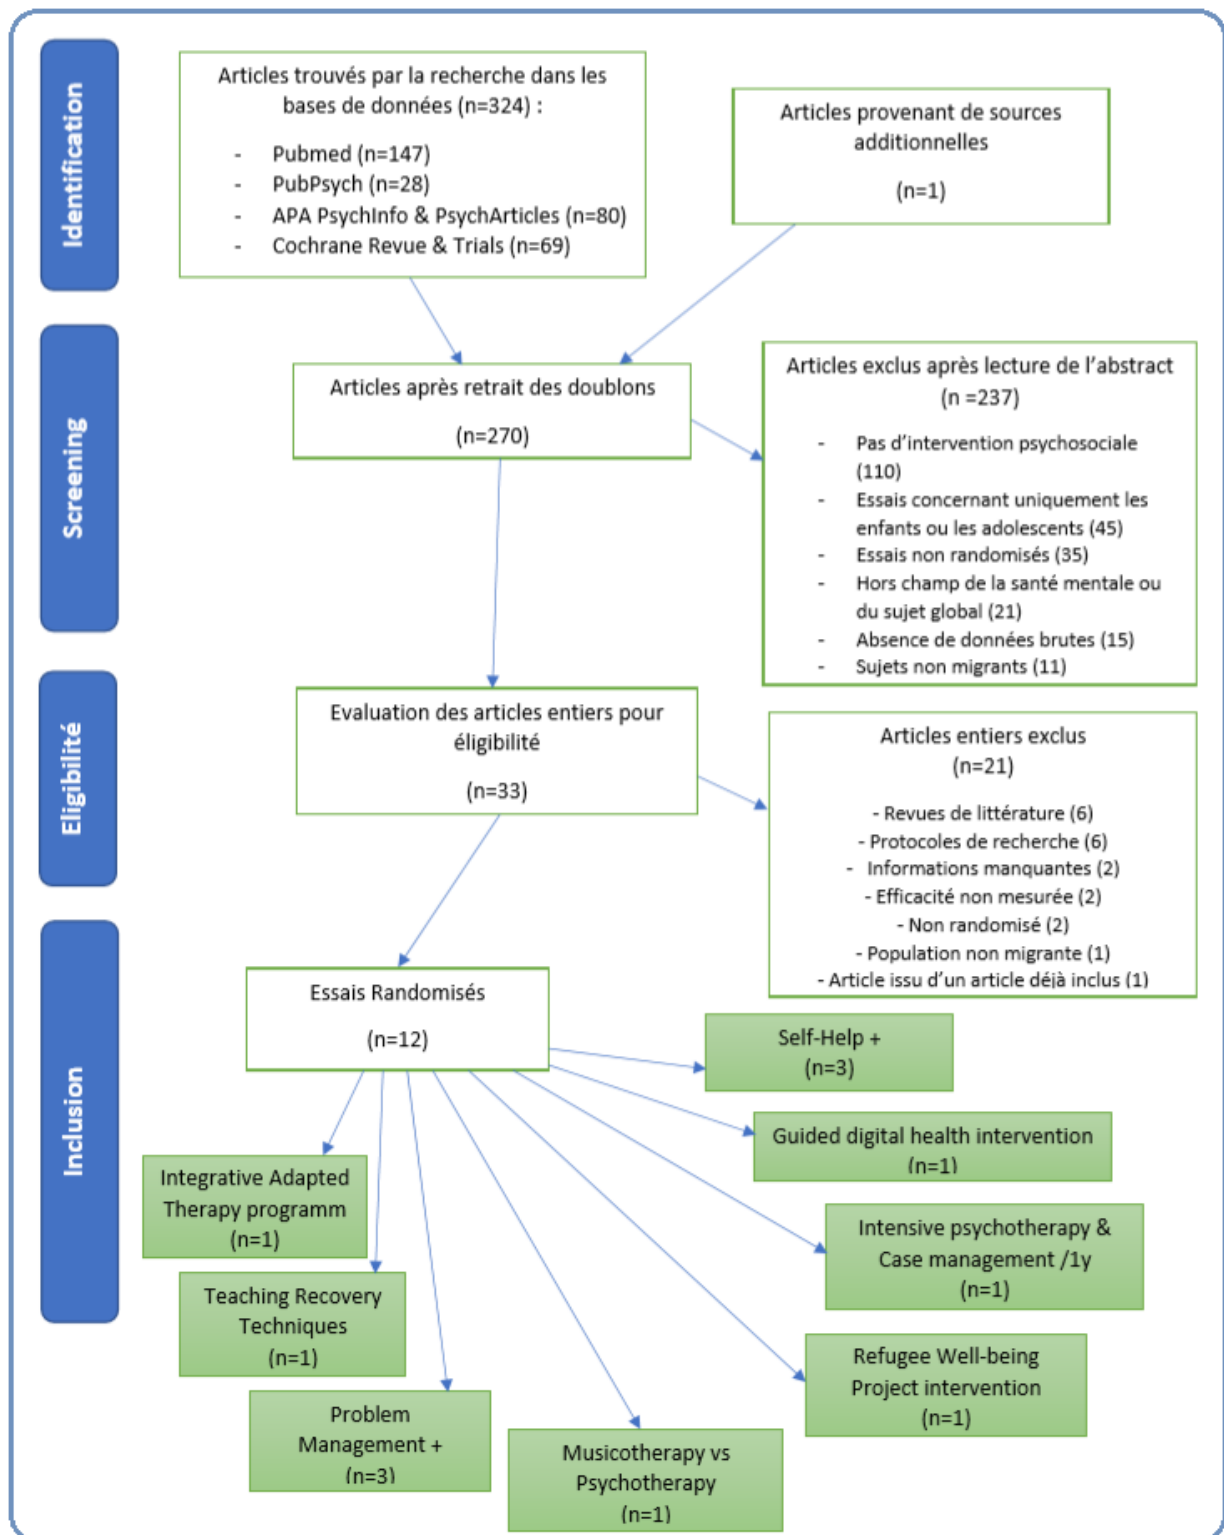 Identification
Articles trouvés par la recherche dans les
bases de données (n=324) :
- Pubmed (n=147)
- PubPsych (n=28)
- APA PsychInfo & PsychArticles (n=80)
- Cochrane Revue & Trials (n=69)
Articles provenant de sources
additionnelles
(n=1)
Screening
Articles après retrait des doublons
(n=270)
Articles exclus après lecture de l'abstract
(n =237)
- Pas d'intervention psychosociale
(110)
- Essais concernant uniquement les
enfants ou les adolescents (45)
- Essais non randomisés (35)
- Hors champ de la santé mentale ou
du sujet global (21)
- Absence de données brutes (15)
- Sujets non migrants (11)
Eligibilité
Evaluation des articles entiers pour
éligibilité
(n=33)
Articles entiers exclus
(n=21)
- Revues de littérature (6)
- Protocoles de recherche (6)
- Informations manquantes (2)
- Efficacité non mesurée (2)
- Non randomisé (2)
- Population non migrante (1)
- Article issu d'un article déjà inclus (1)
Inclusion
Essais Randomisés
(n=12)
Self-Help +
(n=3)
Guided digital health intervention
(n=1)
Integrative Adapted
Therapy programm
(n=1)
Intensive psychotherapy &
Case management /1y
(n=1)
Teaching Recovery
Techniques
(n=1)
Refugee Well-being
Project intervention
(n=1)
Problem
Management +
(n=3)
Musicotherapy vs
Psychotherapy
(n=1)